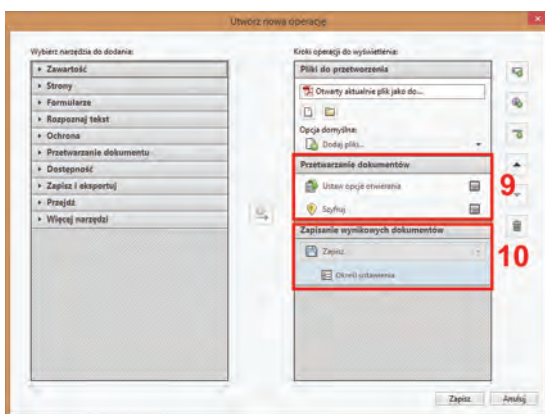 Utwórz nową operację
Wybierz narzędzia do dodania:
Zawartość
Strony
Formularze
Rozpoznaj tekst
Ochrona
Przetwarzanie dokumentu
Dostępność
Zapisz i eksportuj
Przejdź
Więcej narzędzi
Kroki operacji do wyświetlenia:
Pliki do przetworzenia
Otwarty aktualnie plik jako do...
Opcja domyślna:
Dodaj pliki...
Przetwarzanie dokumentów
Ustaw opcje otwierania
Szyfruj
9
Zapisanie wynikowych dokumentów
Zapisz
Określ ustawienia
10
Zapisz
Anuluj